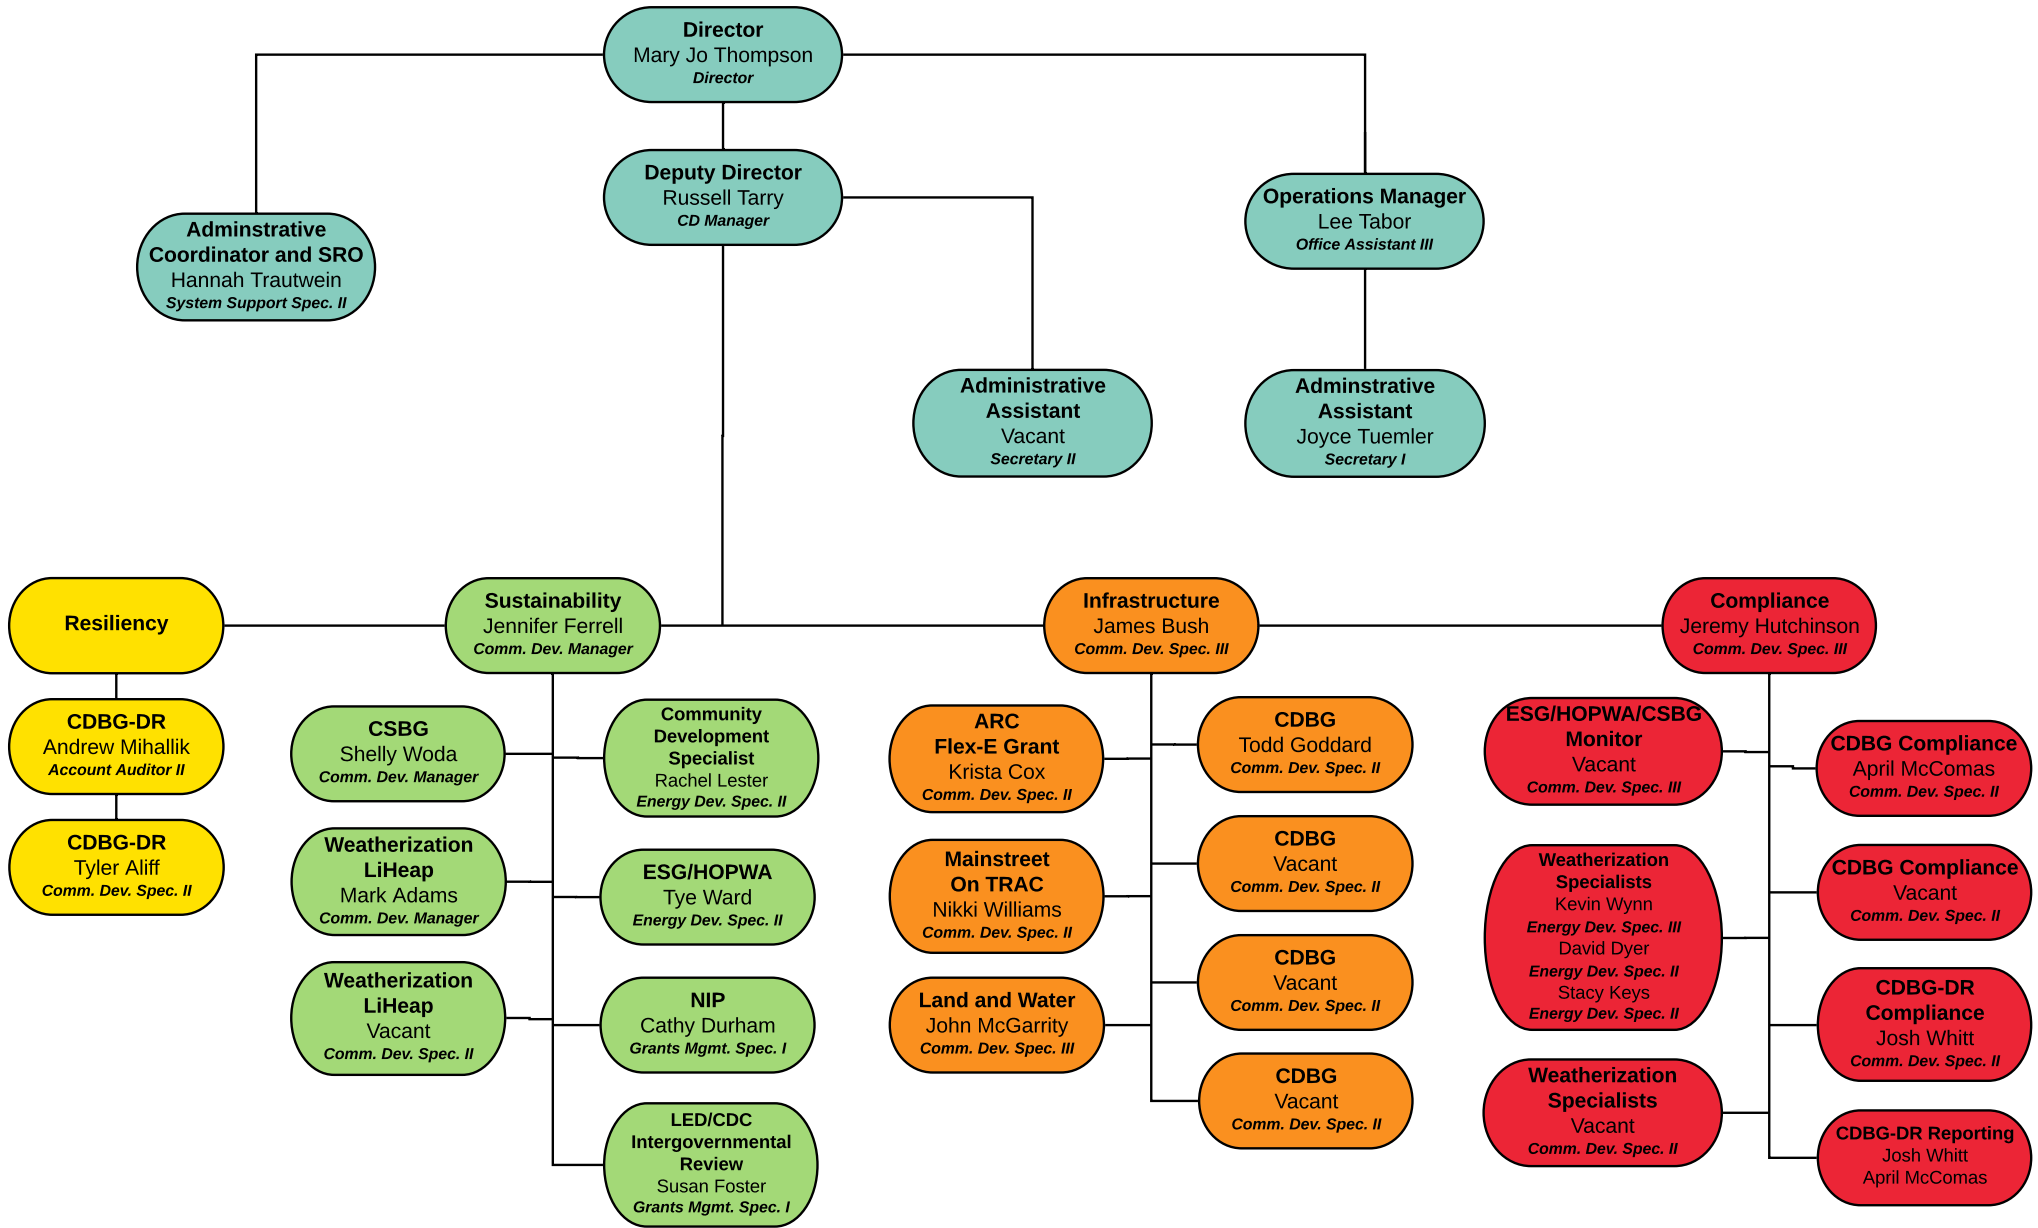 Director
Mary Jo Thompson
Director
Deputy Director
Russell Tarry
CD Manager
Operations Manager
Lee Tabor
Office Assistant III
Adminstrative
Coordinator and SRO
Hannah Trautwein
System Support Spec. II
Administrative
Assistant
Vacant
Secretary II
Adminstrative
Assistant
Joyce Tuemler
Secretary I
Resiliency
CDBG-DR
Andrew Mihallik
Account Auditor II
CDBG-DR
Tyler Aliff
Comm. Dev. Spec. II
Sustainability
Jennifer Ferrell
Comm. Dev. Manager
CSBG
Shelly Woda
Comm. Dev. Manager
Weatherization
LiHeap
Mark Adams
Comm. Dev. Manager
Weatherization
LiHeap
Vacant
Comm. Dev. Spec. II
Community
Development
Specialist
Rachel Lester
Energy Dev. Spec. II
ESG/HOPWA
Tye Ward
Energy Dev. Spec. II
NIP
Cathy Durham
Grants Mgmt. Spec. I
LED/CDC
Intergovernmental
Review
Susan Foster
Grants Mgmt. Spec. I
Infrastructure
James Bush
Comm. Dev. Spec. III
ARC
Flex-E Grant
Krista Cox
Comm. Dev. Spec. II
Mainstreet
On TRAC
Nikki Williams
Comm. Dev. Spec. II
Land and Water
John McGarrity
Comm. Dev. Spec. III
CDBG
Todd Goddard
Comm. Dev. Spec. II
CDBG
Vacant
Comm. Dev. Spec. II
CDBG
Vacant
Comm. Dev. Spec. II
CDBG
Vacant
Comm. Dev. Spec. II
Compliance
Jeremy Hutchinson
Comm. Dev. Spec. III
ESG/HOPWA/CSBG
Monitor
Vacant
Comm. Dev. Spec. III
Weatherization
Specialists
Kevin Wynn
Energy Dev. Spec. III
David Dyer
Energy Dev. Spec. II
Stacy Keys
Energy Dev. Spec. II
Weatherization
Specialists
Vacant
Comm. Dev. Spec. II
CDBG Compliance
April McComas
Comm. Dev. Spec. II
CDBG Compliance
Vacant
Comm. Dev. Spec. II
CDBG-DR
Compliance
Josh Whitt
Comm. Dev. Spec. II
CDBG-DR Reporting
Josh Whitt
April McComas